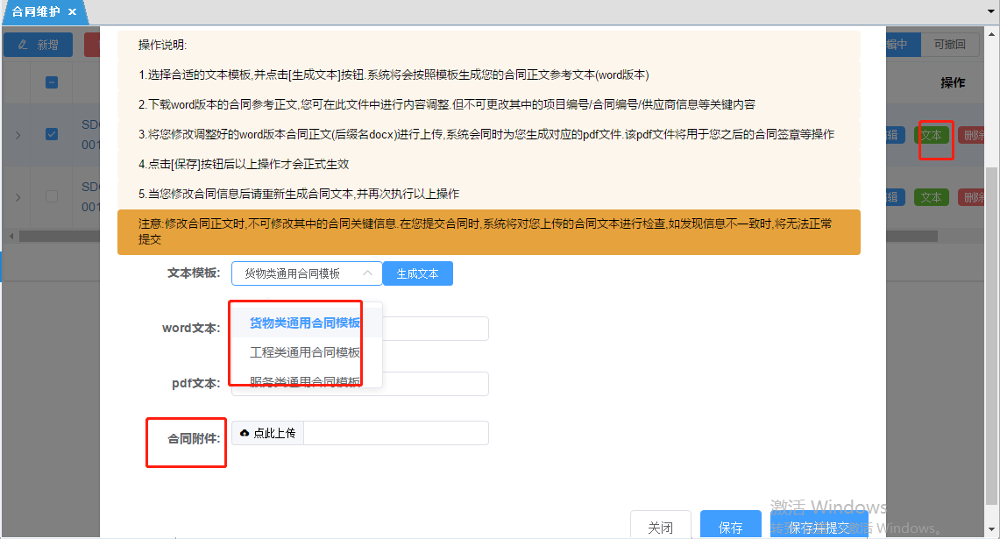 合同维护 ×
新增
编中
可撤回
操作说明:
1.选择合适的文本模板,并点击[生成文本]按钮.系统将会按照模板生成您的合同正文参考文本(word版本)
操作
2.下载word版本的合同参考正文,您可在此文件中进行内容调整.但不可更改其中的项目编号/合同编号/供应商信息等关键内容
SD
001
3.将您修改调整好的word版本合同正文(后缀名docx)进行上传,系统会同时为您生成对应的pdf文件.该pdf文件将用于您之后的合同签章等操作
辑
文本
删除
4.点击[保存]按钮后以上操作才会正式生效
SD
001
5.当您修改合同信息后请重新生成合同文本,并再次执行以上操作
辑
文本
删除
注意:修改合同正文时,不可修改其中的合同关键信息.在您提交合同时,系统将对您上传的合同文本进行检查,如发现信息不一致时,将无法正常
提交
文本模板: 货物类通用合同模板 生成文本
word文本: 货物类通用合同模板
工程类通用合同模板
pdf文本: 服务类通用合同模板
合同附件: 点此上传
激活 Windows
关闭 保存 保存并提交
激活 Windows。